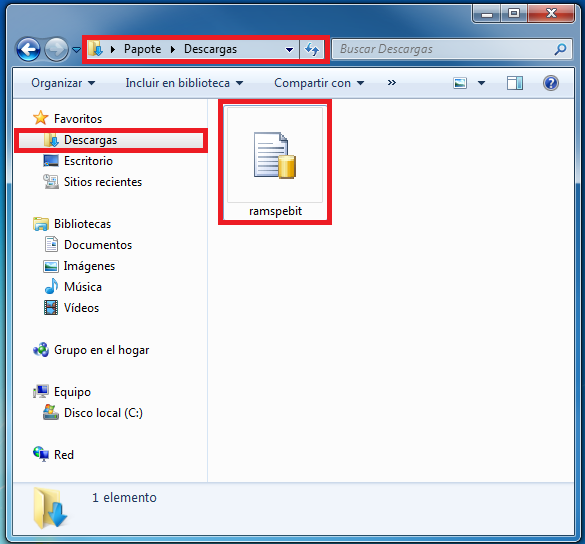 Papote Descargas Buscar Descargas
Organizar Incluir en biblioteca Compartir con »
Favoritos
Descargas
Escritorio
Sitios recientes
Bibliotecas
Documentos
Imágenes
Música
Vídeos
Grupo en el hogar
Equipo
Disco local (C:)
Red
ramspebit
1 elemento